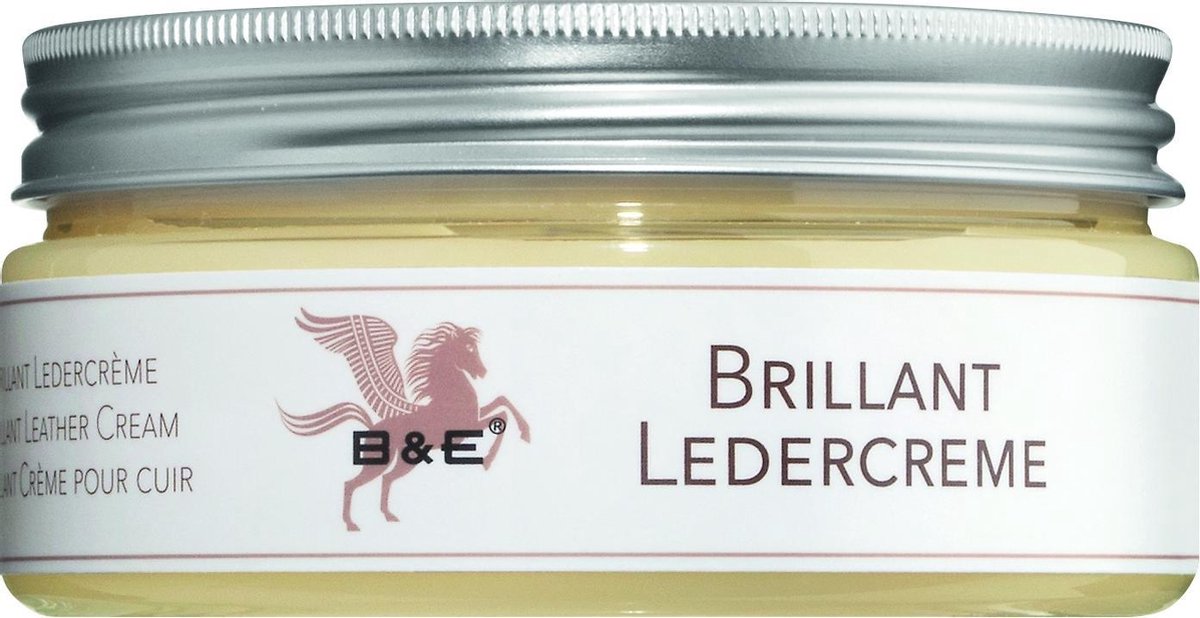 LEDERCRÈME
LEATHER CREAM
CRÈME POUR CUIR
B&E®
BRILLANT
LEDERCREME